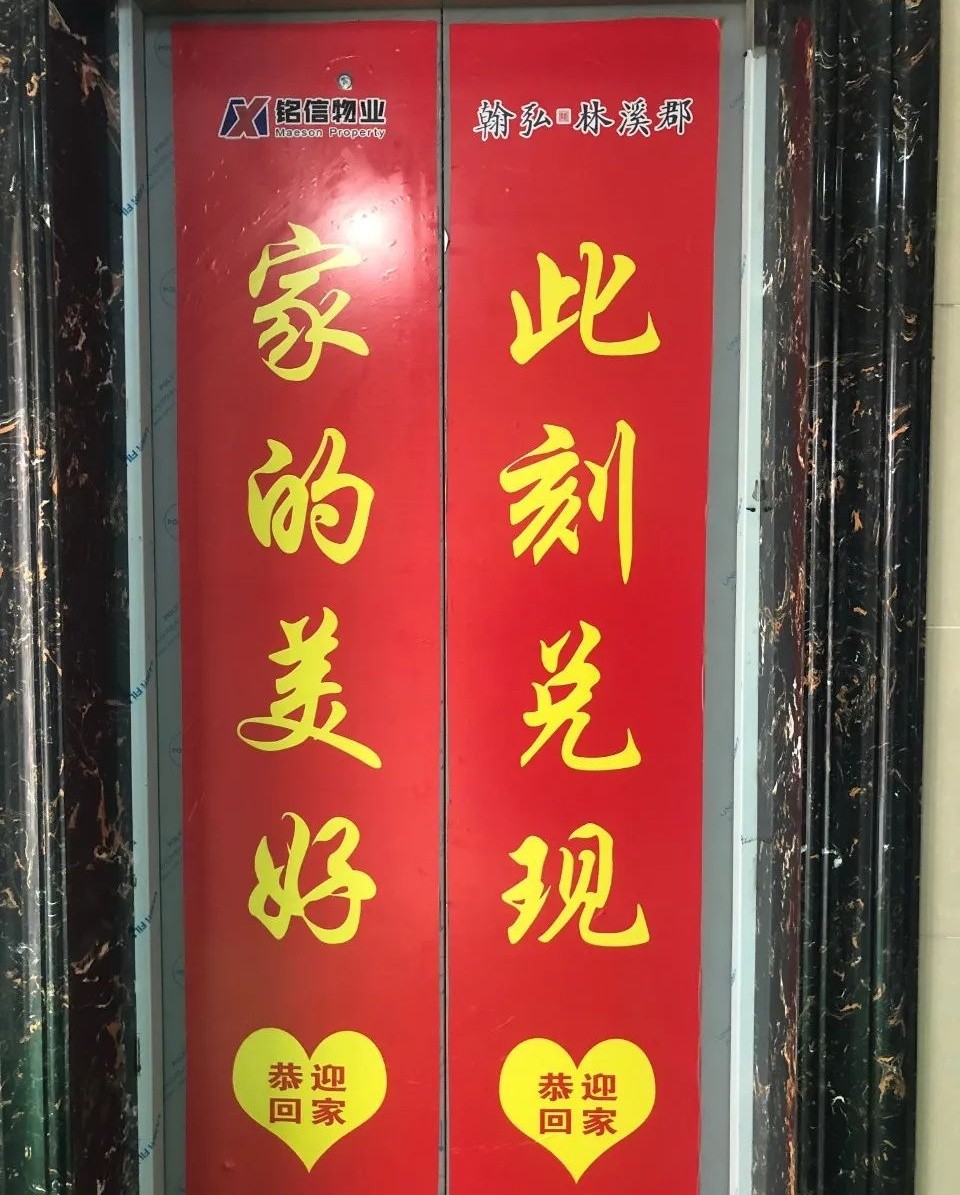 铭信物业
Maeson Property
家的美好
恭迎
回家
翰弘 林溪郡
此刻兑现
恭迎
回家